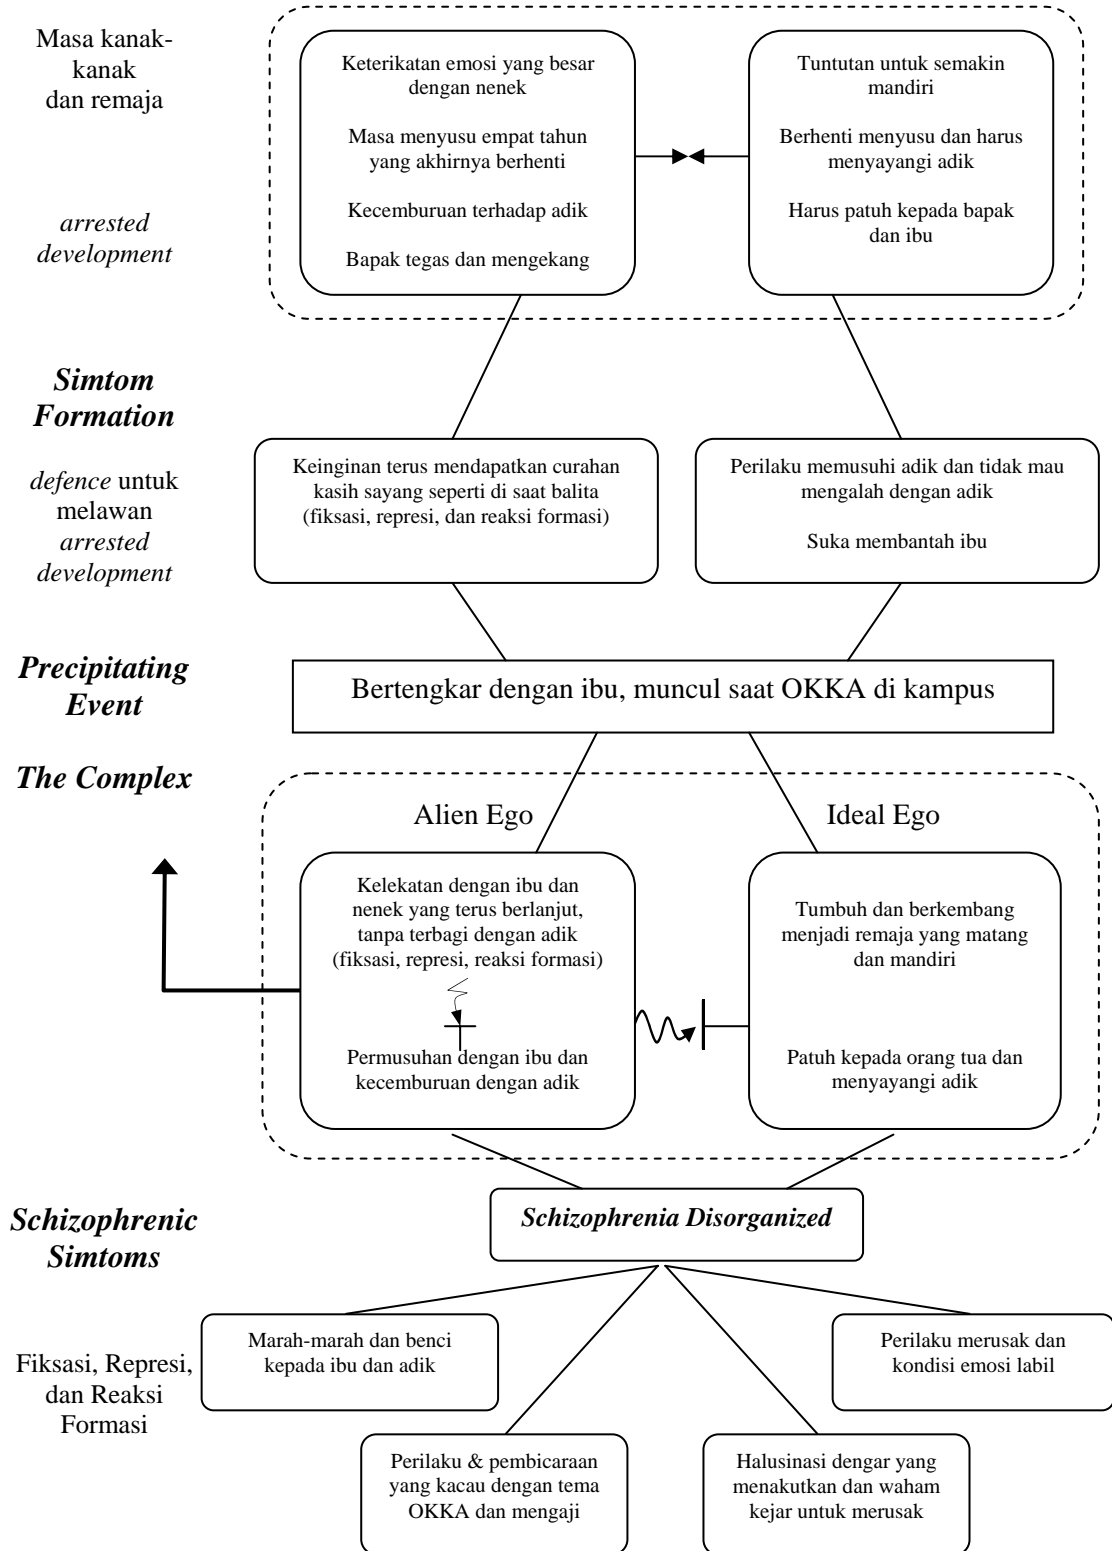 Masa kanak-
kanak
dan remaja
Keterikatan emosi yang besar
dengan nenek
Masa menyusu empat tahun
yang akhirnya berhenti
Kecemburuan terhadap adik
Bapak tegas dan mengekang
Tuntutan untuk semakin
mandiri
Berhenti menyusu dan harus
menyayangi adik
Harus patuh kepada bapak
dan ibu
arrested
development
Simtom
Formation
defence untuk
melawan
arrested
development
Keinginan terus mendapatkan curahan
kasih sayang seperti di saat balita
(fiksasi, represi, dan reaksi formasi)
Perilaku memusuhi adik dan tidak mau
mengalah dengan adik
Suka membantah ibu
Precipitating
Event
Bertengkar dengan ibu, muncul saat OKKA di kampus
The Complex
Alien Ego
Ideal Ego
Kelekatan dengan ibu dan
nenek yang terus berlanjut,
tanpa terbagi dengan adik
(fiksasi, represi, reaksi formasi)
Permusuhan dengan ibu dan
kecemburuan dengan adik
Tumbuh dan berkembang
menjadi remaja yang matang
dan mandiri
Patuh kepada orang tua dan
menyayangi adik
Schizophrenia Disorganized
Schizophrenic
Simtoms
Fiksasi, Represi,
dan Reaksi
Formasi
Marah-marah dan benci
kepada ibu dan adik
Perilaku merusak dan
kondisi emosi labil
Perilaku & pembicaraan
yang kacau dengan tema
OKKA dan mengaji
Halusinasi dengar yang
menakutkan dan waham
kejar untuk merusak